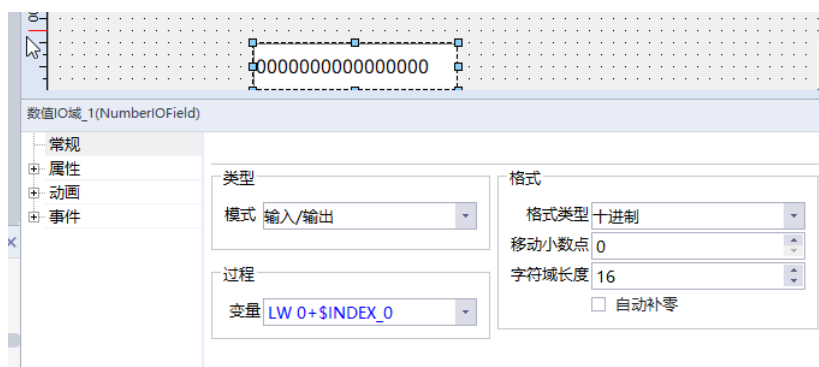 0000000000000000
数值IO域_1(NumberIOField)
常规
属性
动画
事件
类型
模式 输入/输出
过程
变量 LW 0+$INDEX_0
格式
格式类型 十进制
移动小数点 0
字符域长度 16
自动补零